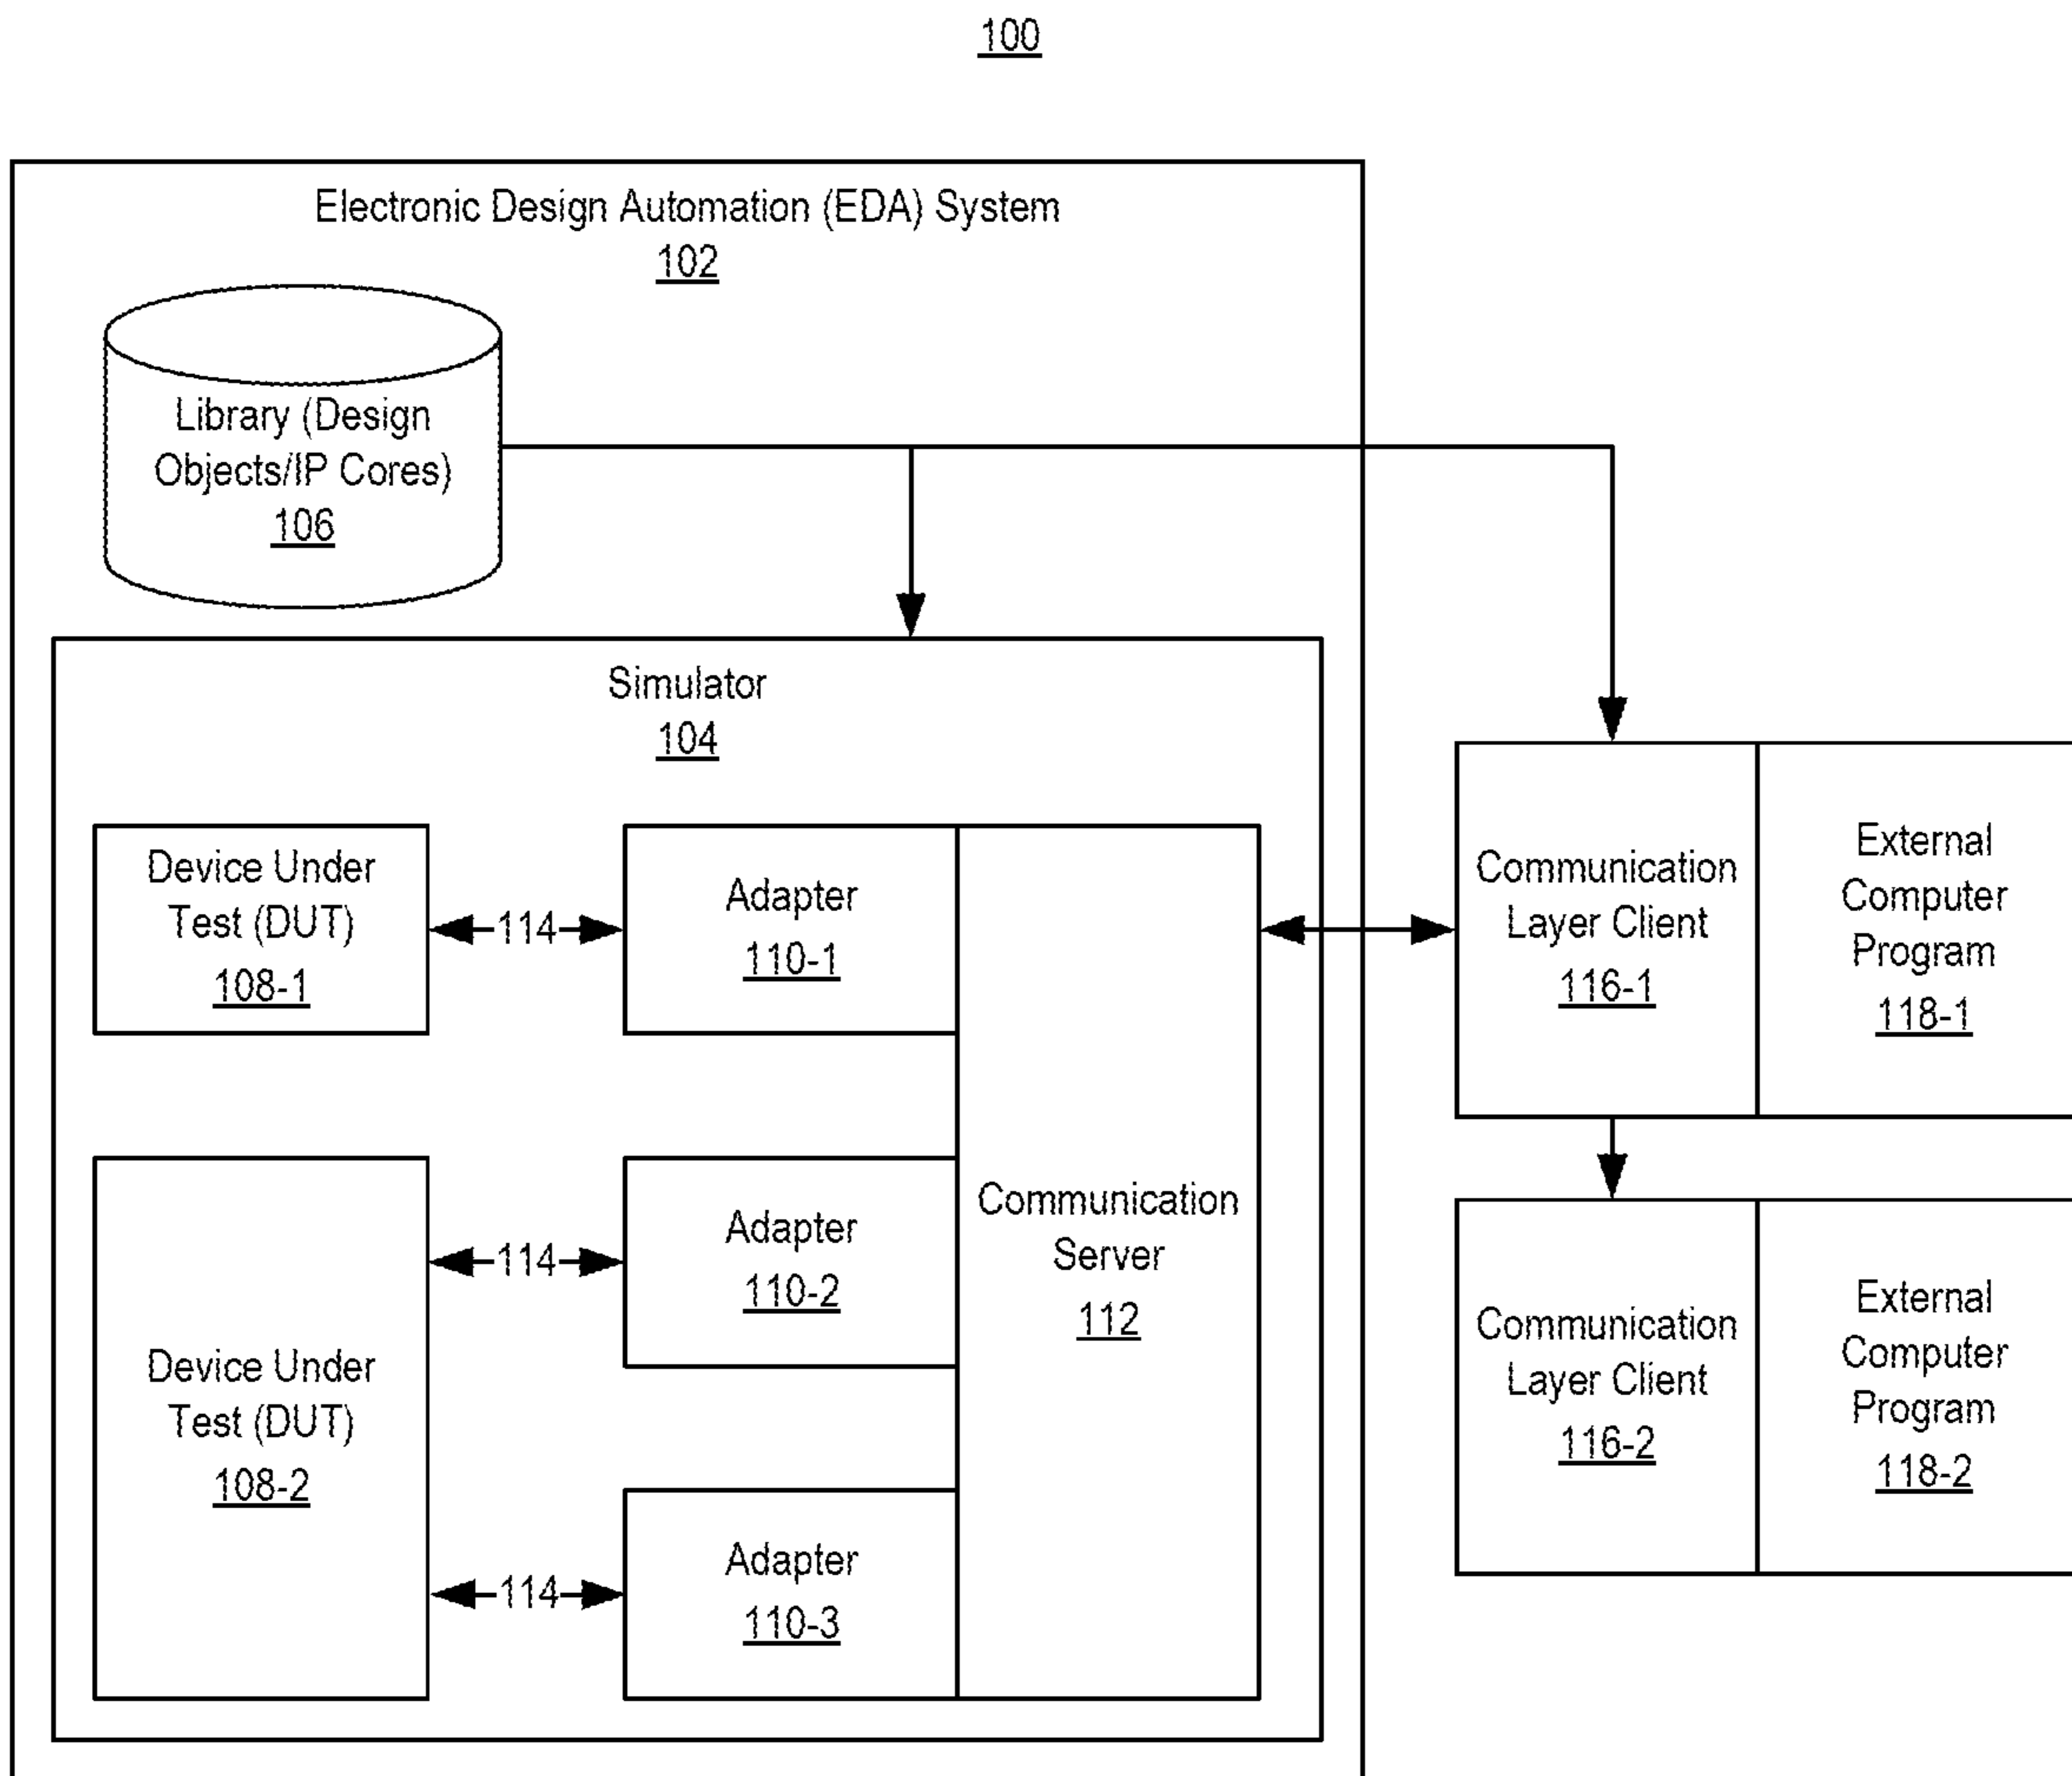 100
Electronic Design Automation (EDA) System
102
Library (Design
Objects/IP Cores)
106
Simulator
104
Device Under
Test (DUT)
108-1
114
Adapter
110-1
Communication
Layer Client
116-1
External
Computer
Program
118-1
Device Under
Test (DUT)
108-2
114
Adapter
110-2
114
Adapter
110-3
Communication
Server
112
Communication
Layer Client
116-2
External
Computer
Program
118-2